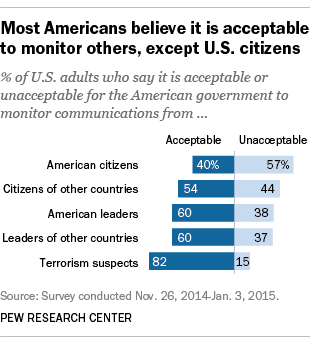 Most Americans believe it is acceptable
to monitor others, except U.S. citizens
% of U.S. adults who say it is acceptable or
unacceptable for the American government to
monitor communications from ...
Acceptable Unacceptable
American citizens 40% 57%
Citizens of other countries 54 44
American leaders 60 38
Leaders of other countries 60 37
Terrorism suspects 82 15
Source: Survey conducted Nov. 26, 2014-Jan. 3, 2015.
PEW RESEARCH CENTER